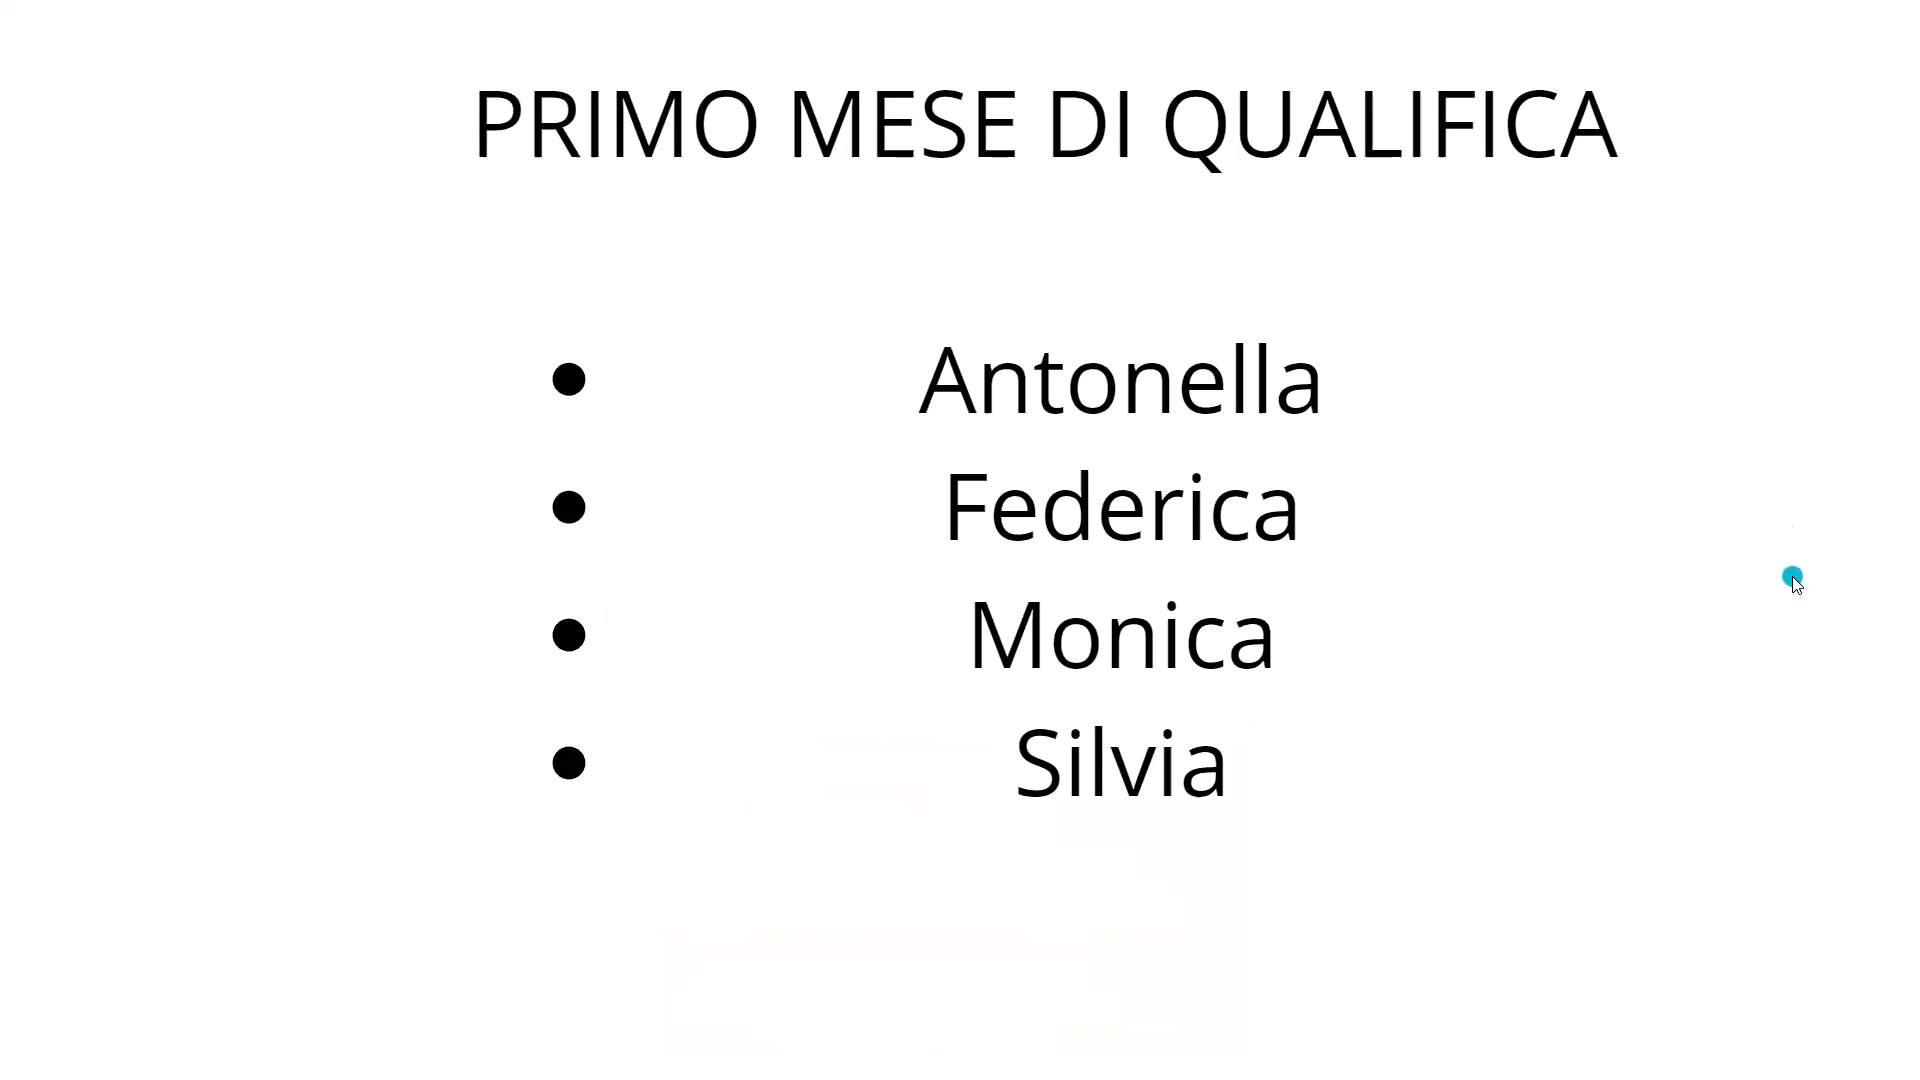 PRIMO MESE DI QUALIFICA
• Antonella
• Federica
• Monica
• Silvia